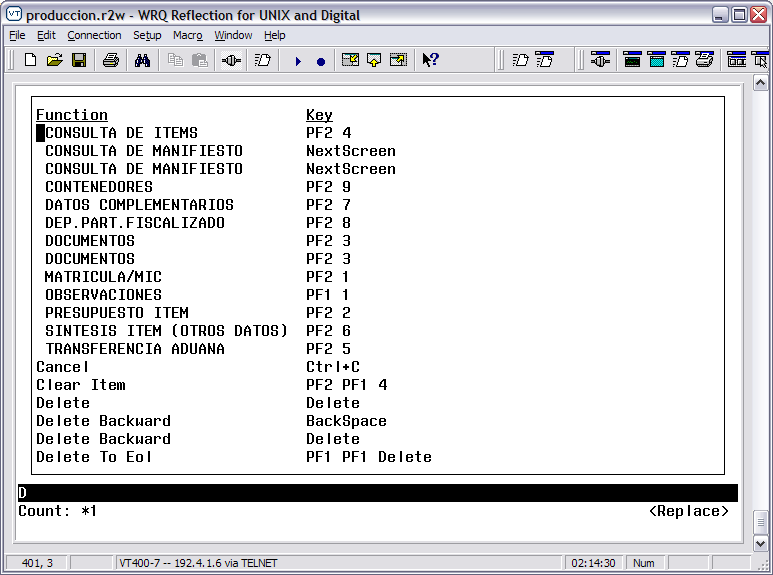 VT produccion.r2w - WRQ Reflection for UNIX and Digital
File Edit Connection Setup Macro Window Help
Function Key
CONSULTA DE ITEMS PF2 4
CONSULTA DE MANIFIESTO NextScreen
CONSULTA DE MANIFIESTO NextScreen
CONTENEDORES PF2 9
DATOS COMPLEMENTARIOS PF2 7
DEP.PART.FISCALIZADO PF2 8
DOCUMENTOS PF2 3
DOCUMENTOS PF2 3
MATRICULA/MIC PF2 1
OBSERVACIONES PF1 1
PRESUPUESTO ITEM PF2 2
SINTESIS ITEM (OTROS DATOS) PF2 6
TRANSFERENCIA ADUANA PF2 5
Cancel Ctrl+C
Clear Item PF2 PF1 4
Delete Delete
Delete Backward BackSpace
Delete Backward Delete
Delete To Eol PF1 PF1 Delete
D
Count: *1 <Replace>
401, 3 VT400-7 -- 192.4.1.6 via TELNET 02:14:30 Num